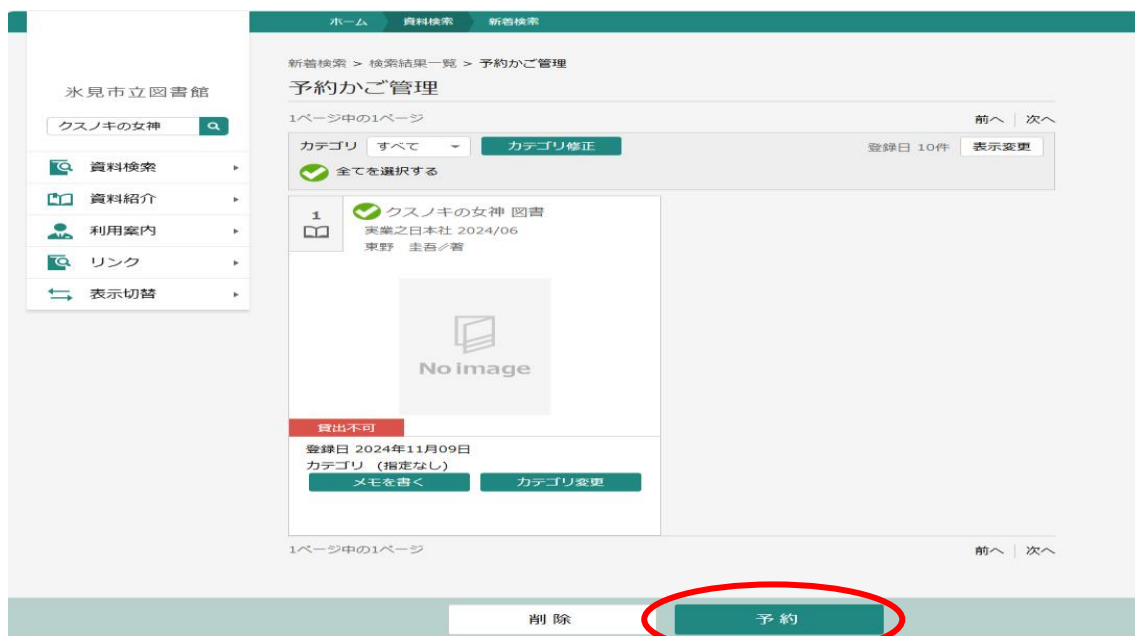 ホーム 資料検索 新着検索
氷見市立図書館
クスノキの女神
資料検索
資料紹介
利用案内
リンク
表示切替
新着検索 > 検索結果一覧 > 予約かご管理
予約かご管理
1ページ中の1ページ 前へ 次へ
カテゴリ すべて カテゴリ修正 登録日 10件 表示変更
全てを選択する
1 クスノキの女神 図書
実業之日本社 2024/06
東野 圭吾∥著
No image
貸出不可
登録日 2024年11月09日
カテゴリ (指定なし)
メモを書く カテゴリ変更
1ページ中の1ページ 前へ 次へ
削除 予約